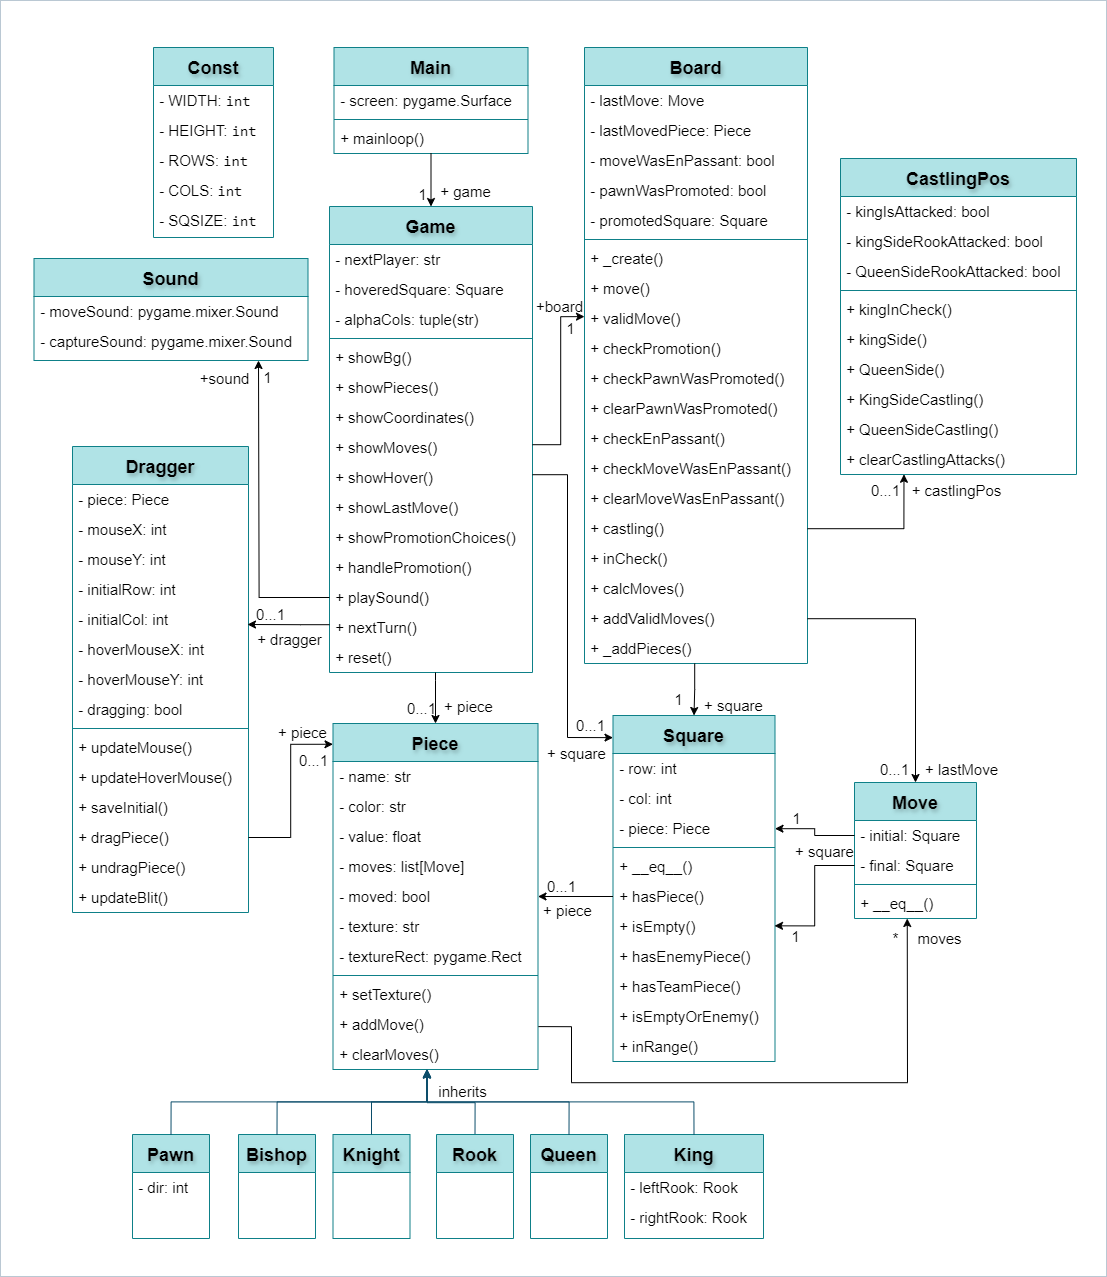 Const
- WIDTH: int
- HEIGHT: int
- ROWS: int
- COLS: int
- SQSIZE: int
Main
- screen: pygame.Surface
+ mainloop()
1
+ game
Board
- lastMove: Move
- lastMovedPiece: Piece
- moveWasEnPassant: bool
- pawnWasPromoted: bool
- promotedSquare: Square
+ _create()
+ move()
+ validMove()
+ checkPromotion()
+ checkPawnWasPromoted()
+ clearPawnWasPromoted()
+ checkEnPassant()
+ checkMoveWasEnPassant()
+ clearMoveWasEnPassant()
+ castling()
+ inCheck()
+ calcMoves()
+ addValidMoves()
+ _addPieces()
CastlingPos
- kingIsAttacked: bool
- kingSideRookAttacked: bool
- QueenSideRookAttacked: bool
+ kingInCheck()
+ kingSide()
+ QueenSide()
+ KingSideCastling()
+ QueenSideCastling()
+ clearCastlingAttacks()
0...1
+ castlingPos
Game
- nextPlayer: str
- hoveredSquare: Square
- alphaCols: tuple(str)
+ showBg()
+ showPieces()
+ showCoordinates()
+ showMoves()
+ showHover()
+ showLastMove()
+ showPromotionChoices()
+ handlePromotion()
+ playSound()
+ nextTurn()
+ reset()
+board
1
Sound
- moveSound: pygame.mixer.Sound
- captureSound: pygame.mixer.Sound
+sound
1
Dragger
- piece: Piece
- mouseX: int
- mouseY: int
- initialRow: int
- initialCol: int
- hoverMouseX: int
- hoverMouseY: int
- dragging: bool
+ updateMouse()
+ updateHoverMouse()
+ saveInitial()
+ dragPiece()
+ undragPiece()
+ updateBlit()
0...1
+ dragger
0...1
+ piece
+ piece
0...1
Piece
- name: str
- color: str
- value: float
- moves: list[Move]
- moved: bool
- texture: str
- textureRect: pygame.Rect
+ setTexture()
+ addMove()
+ clearMoves()
0...1
+ square
1
+ square
Square
- row: int
- col: int
- piece: Piece
+ __eq__()
+ hasPiece()
+ isEmpty()
+ hasEnemyPiece()
+ hasTeamPiece()
+ isEmptyOrEnemy()
+ inRange()
0...1
+ piece
0...1
+ lastMove
Move
- initial: Square
- final: Square
+ __eq__()
1
+ square
1
*
moves
inherits
Pawn
- dir: int
Bishop
Knight
Rook
Queen
King
- leftRook: Rook
- rightRook: Rook